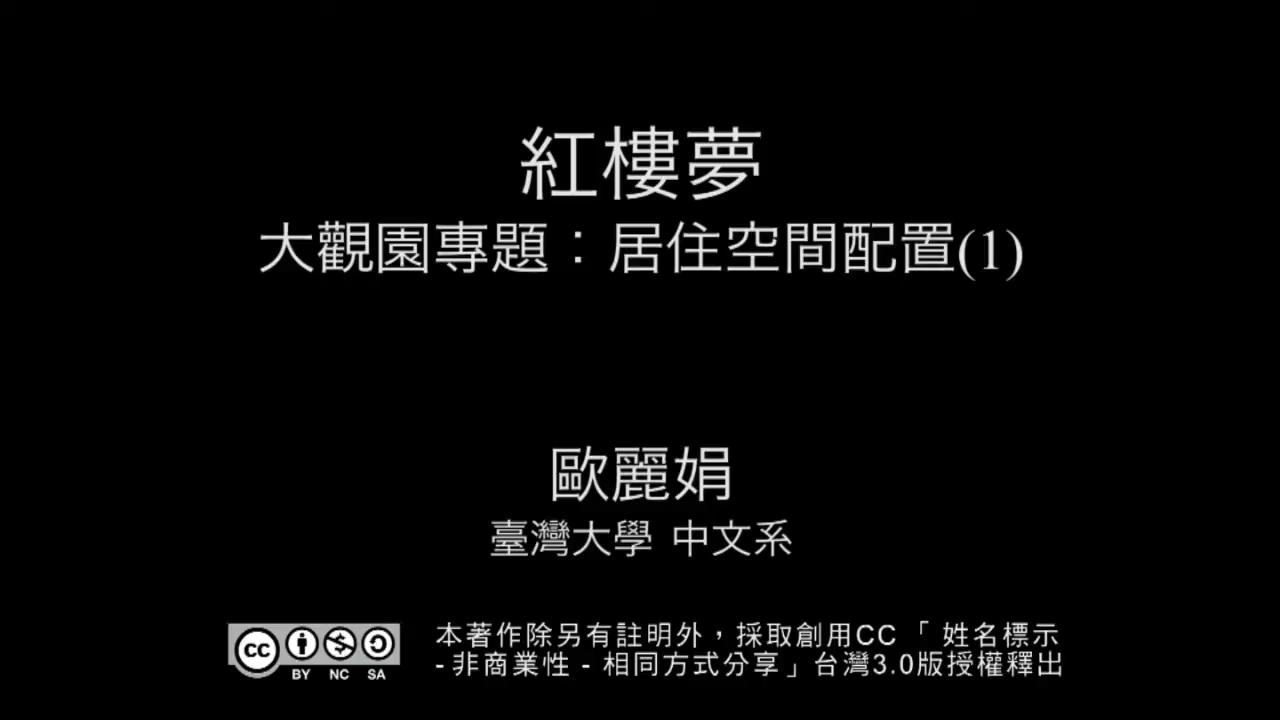 紅樓夢
大觀園專題：居住空間配置(1)
歐麗娟
臺灣大學 中文系
cc BY NC SA
本著作除另有註明外，採取創用CC「 姓名標示
- 非商業性 - 相同方式分享」台灣3.0版授權釋出